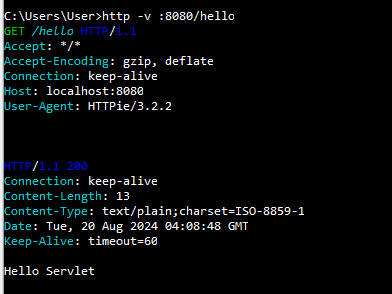 C:\Users\User>http -v :8080/hello
GET /hello HTTP/1.1
Accept: */*
Accept-Encoding: gzip, deflate
Connection: keep-alive
Host: localhost:8080
User-Agent: HTTPie/3.2.2
HTTP/1.1 200
Connection: keep-alive
Content-Length: 13
Content-Type: text/plain;charset=ISO-8859-1
Date: Tue, 20 Aug 2024 04:08:48 GMT
Keep-Alive: timeout=60
Hello Servlet